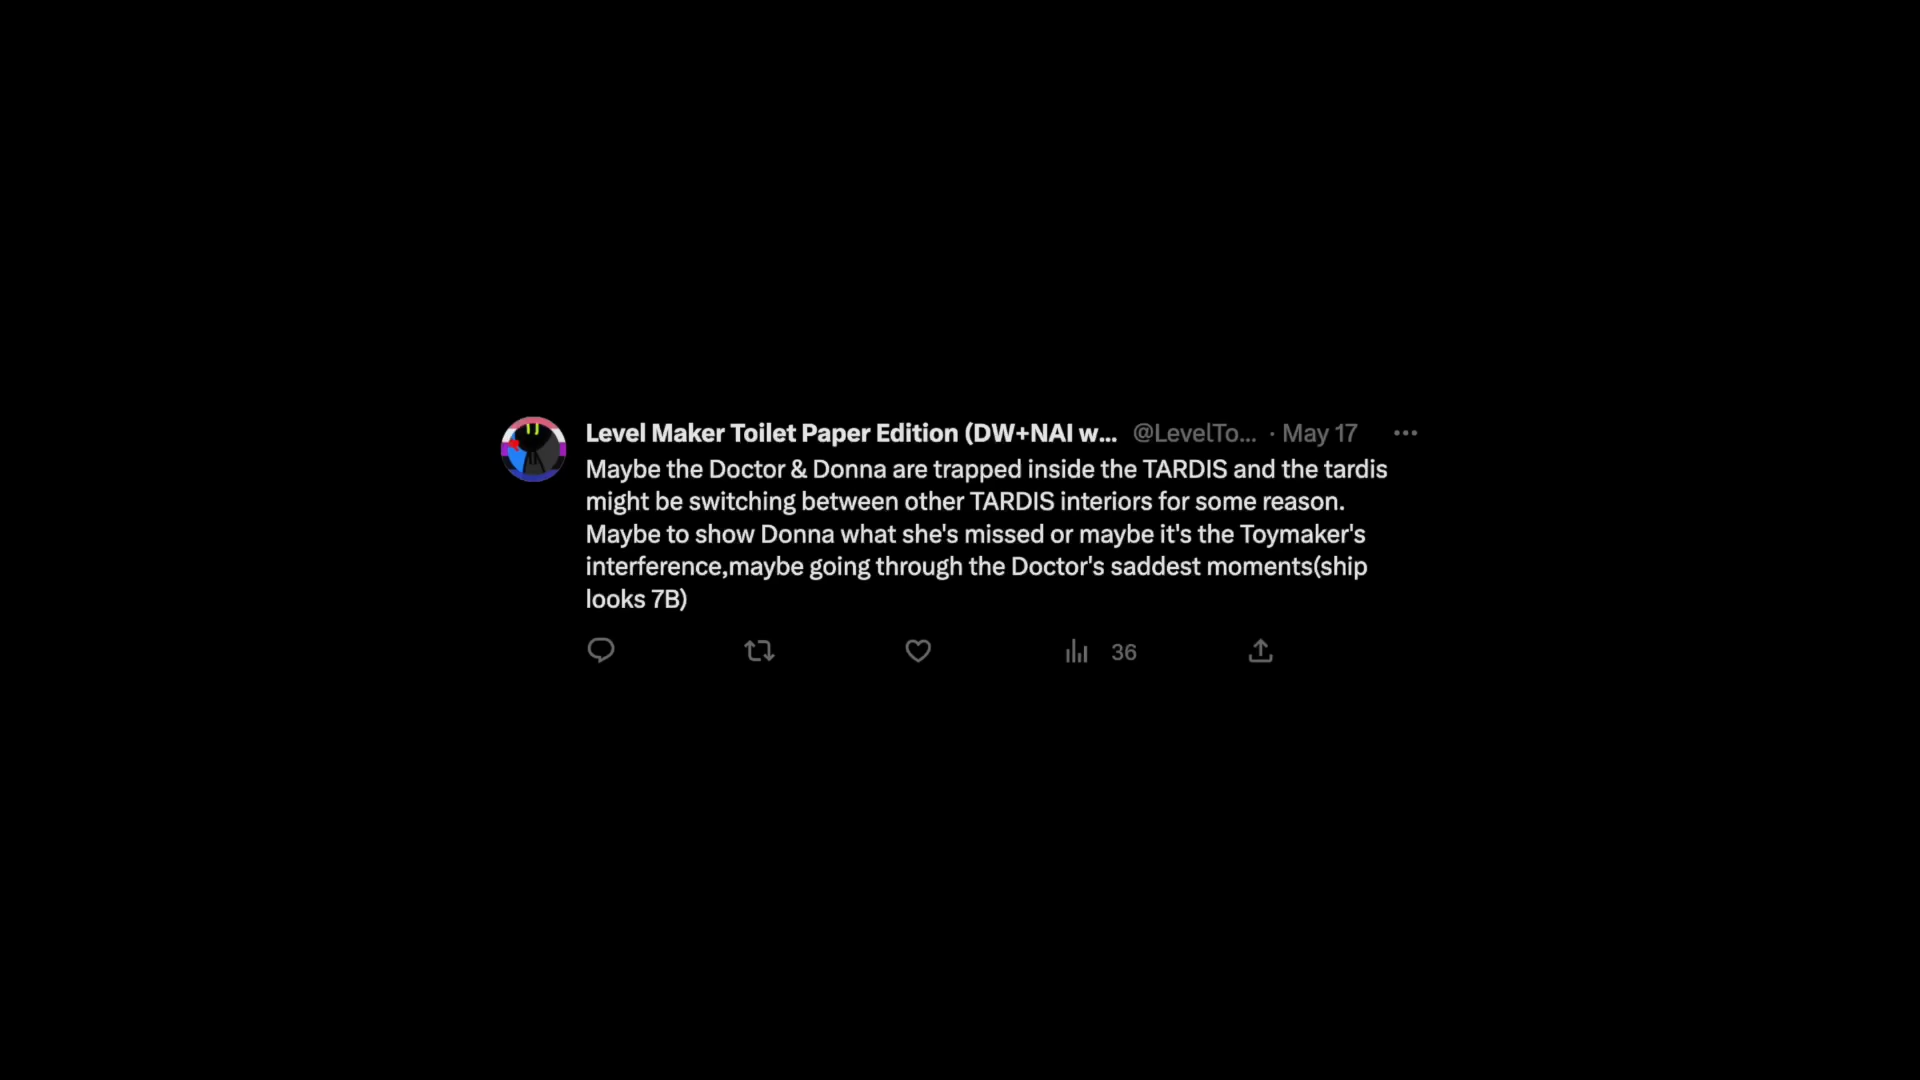 Level Maker Toilet Paper Edition (DW+NAI w... @LevelTo... · May 17
Maybe the Doctor & Donna are trapped inside the TARDIS and the tardis
might be switching between other TARDIS interiors for some reason.
Maybe to show Donna what she's missed or maybe it's the Toymaker's
interference,maybe going through the Doctor's saddest moments(ship
looks 7B)
36